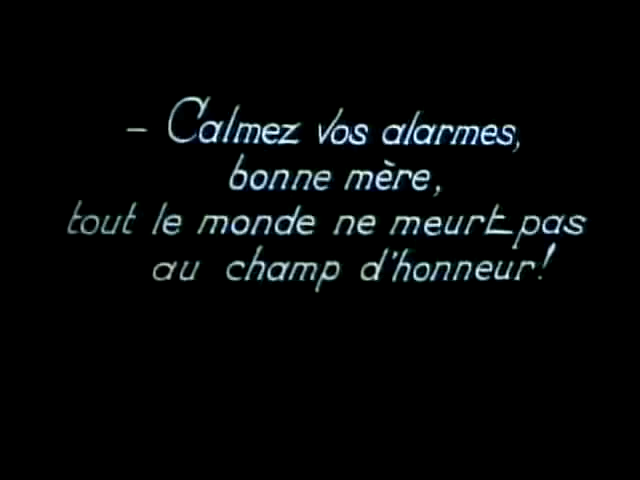 – Calmez vos alarmes,
bonne mère,
tout le monde ne meurt pas
au champ d'honneur!